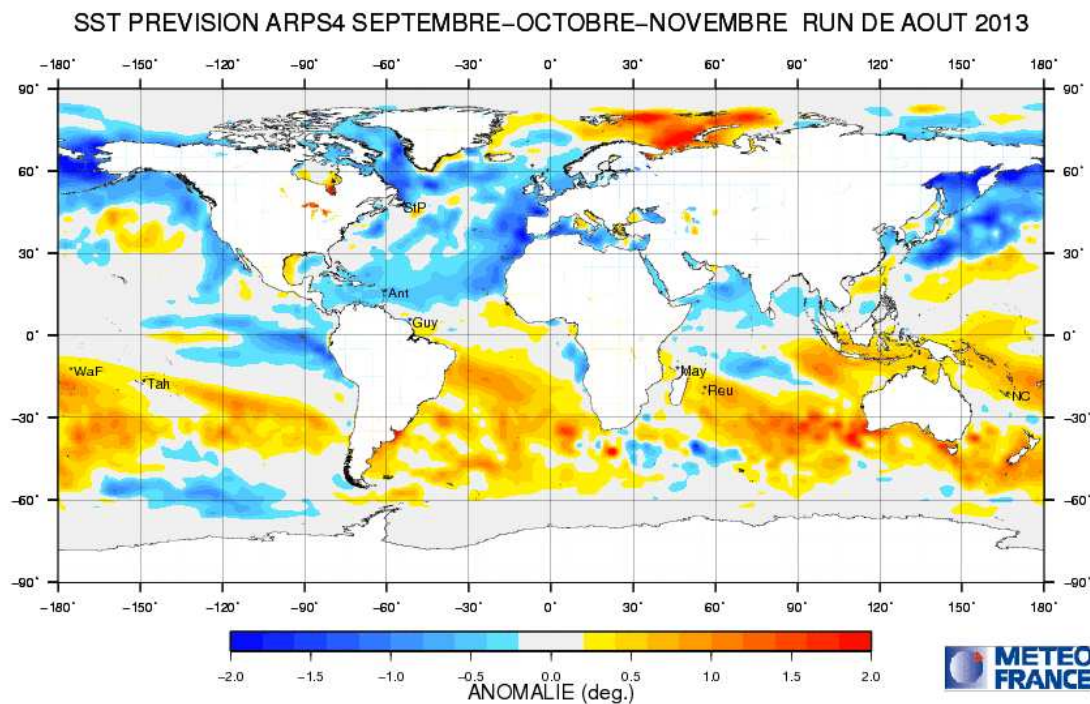 SST PREVISION ARPS4 SEPTEMBRE-OCTOBRE-NOVEMBRE RUN DE AOUT 2013
-180˚ -150˚ -120˚ -90˚ -60˚ -30˚ 0˚ 30˚ 60˚ 90˚ 120˚ 150˚ 180˚
90˚ 90˚
60˚ 60˚
StP
30˚ 30˚
Ant
Guy
0˚ 0˚
WaF Tah May Reu NC
-30˚ -30˚
-60˚ -60˚
-90˚ -90˚
-180˚ -150˚ -120˚ -90˚ -60˚ -30˚ 0˚ 30˚ 60˚ 90˚ 120˚ 150˚ 180˚
-2.0 -1.5 -1.0 -0.5 0.0 0.5 1.0 1.5 2.0
ANOMALIE (deg.)
METEO
FRANCE